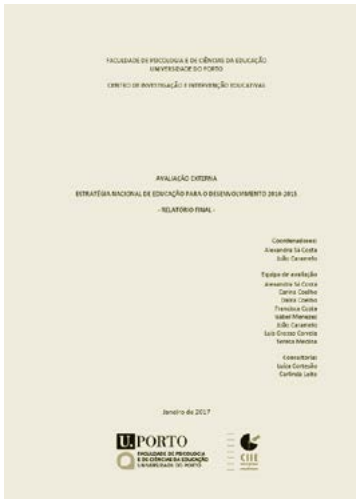 FACULDADE DE PSICOLOGIA E DE CIÊNCIAS DA EDUCAÇÃO
UNIVERSIDADE DO PORTO
CENTRO DE INVESTIGAÇÃO E INTERVENÇÃO EDUCATIVAS
AVALIAÇÃO EXTERNA
ESTRATÉGIA NACIONAL DE EDUCAÇÃO PARA O DESENVOLVIMENTO 2010-2015
- RELATÓRIO FINAL -
Coordenadores:
Alexandra Sá Costa
João Caramelo
Equipa de avaliação
Alexandra Sá Costa
Carina Coelho
Coelho
Francisca Costa
Isabel Menezes
João Caramelo
Luís Grosso Correia
Teresa Medina
Consultoria:
Luiza Cortesão
Carlinda Leite
Janeiro de 2017
U. PORTO
FACULDADE DE PSICOLOGIA
E DE CIÊNCIAS DA EDUCAÇÃO
UNIVERSIDADE DO PORTO
CIIE